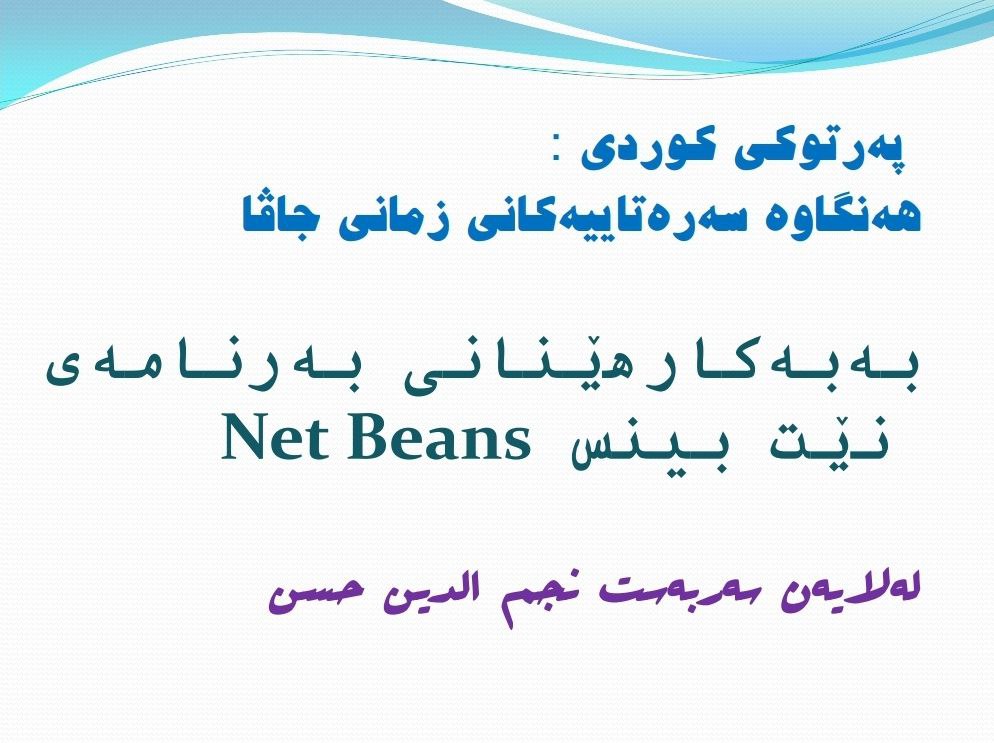 پەرتوکی کوردی :
هەنگاوە سەرەتاییەکانی زمانی جاڤا
بەبەکارهێنانی بەرنامەی
نێت بینس Net Beans
لەلایەن سەربەست نجم الدین حسن